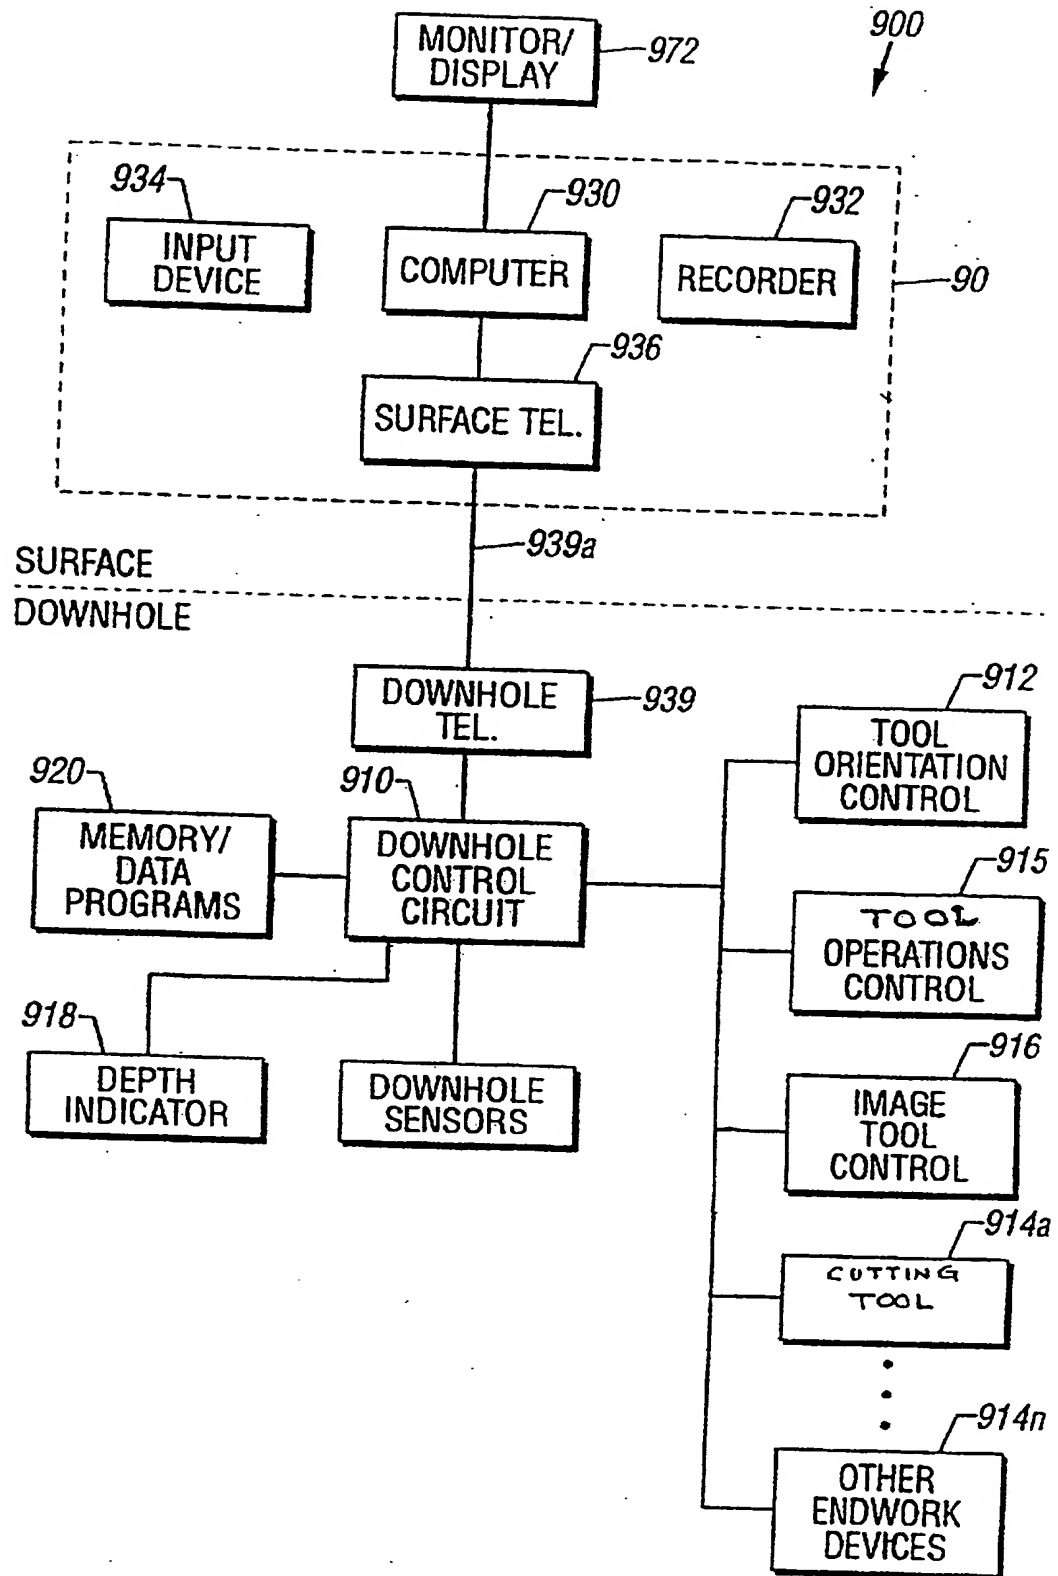 900
MONITOR/
DISPLAY
972
934
INPUT
DEVICE
930
COMPUTER
932
RECORDER
90
936
SURFACE TEL.
939a
SURFACE
DOWNHOLE
DOWNHOLE
TEL.
939
912
TOOL
ORIENTATION
CONTROL
920
MEMORY/
DATA
PROGRAMS
910
DOWNHOLE
CONTROL
CIRCUIT
915
TOOL
OPERATIONS
CONTROL
918
DEPTH
INDICATOR
DOWNHOLE
SENSORS
916
IMAGE
TOOL
CONTROL
914a
CUTTING
TOOL
914n
OTHER
ENDWORK
DEVICES